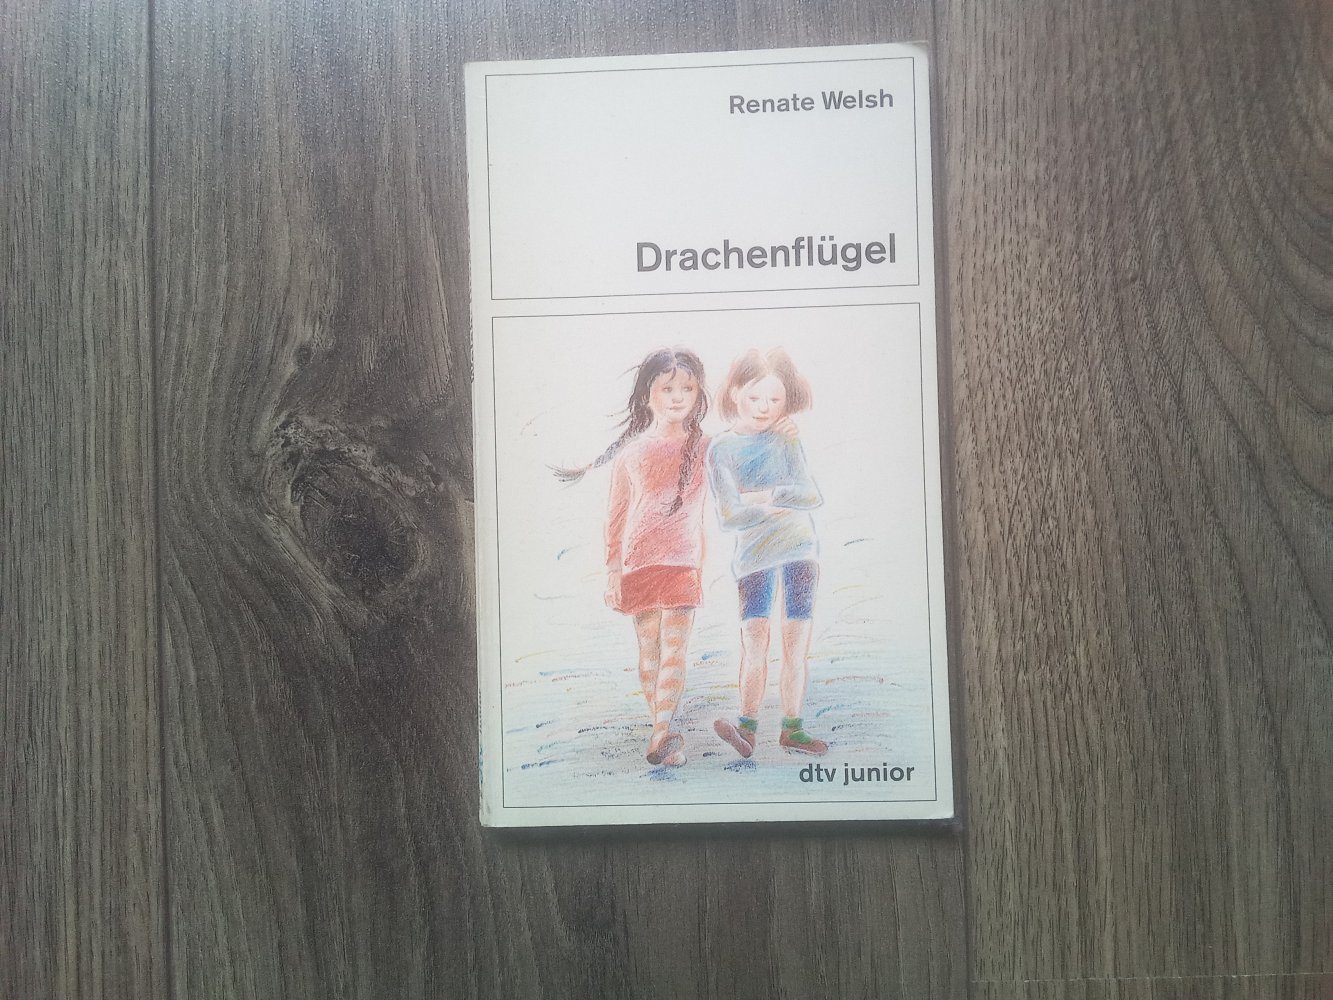 Renate Welsh
Drachenflügel
dtv junior